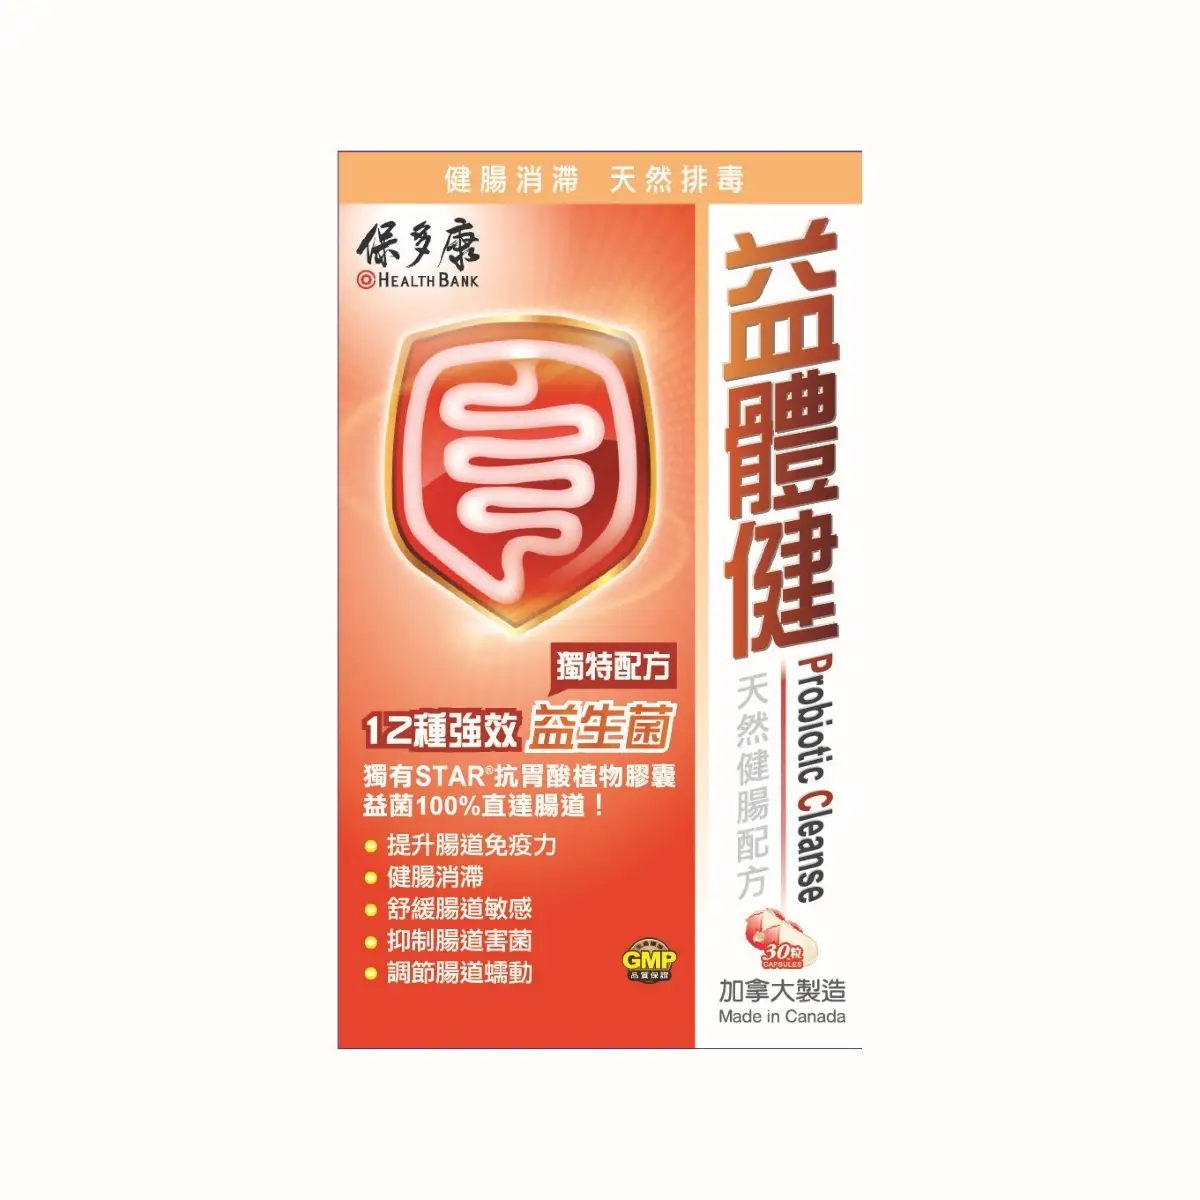 健腸消滯 天然排毒
保多康
HEALTH BANK
益體健
Probiotic Cleanse
天然健腸配方
獨特配方
12種強效 益生菌
獨有STAR®抗胃酸植物膠囊
益菌100%直達腸道！
提升腸道免疫力
健腸消滯
舒緩腸道敏感
抑制腸道害菌
調節腸道蠕動
GMP
品質保證
30粒
CAPSULES
加拿大製造
Made in Canada